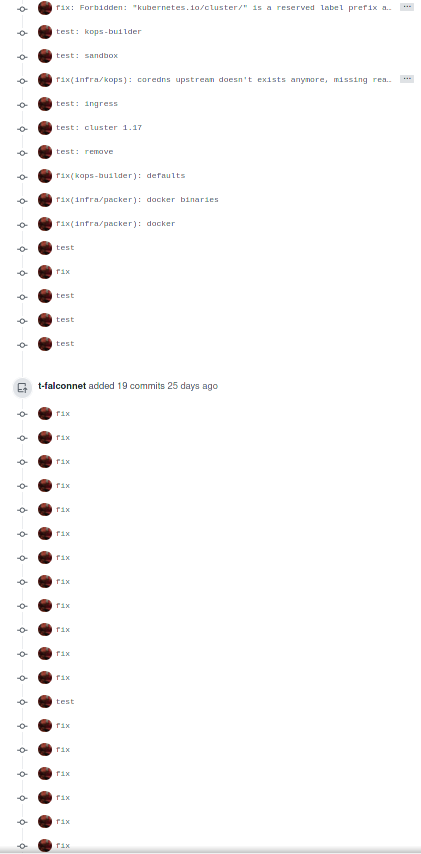 fix: Forbidden: "kubernetes.io/cluster/" is a reserved label prefix a… …
test: kops-builder
test: sandbox
fix(infra/kops): coredns upstream doesn't exists anymore, missing rea… …
test: ingress
test: cluster 1.17
test: remove
fix(kops-builder): defaults
fix(infra/packer): docker binaries
fix(infra/packer): docker
test
fix
test
test
test
t-falconnet added 19 commits 25 days ago
fix
fix
fix
fix
fix
fix
fix
fix
fix
fix
fix
fix
test
fix
fix
fix
fix
fix
fix